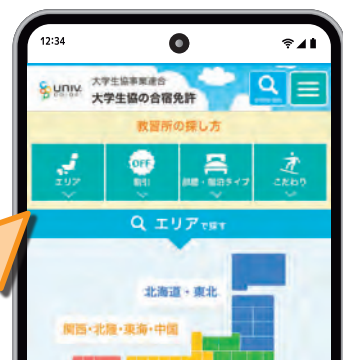 12:34
UNIV.
CO-OP
大学生協事業連合
大学生協の合宿免許
教習所の探し方
エリア
OFF
割引
部屋・宿泊タイプ
こだわり
エリアで探す
北海道・東北
関西・北陸・東海・中国